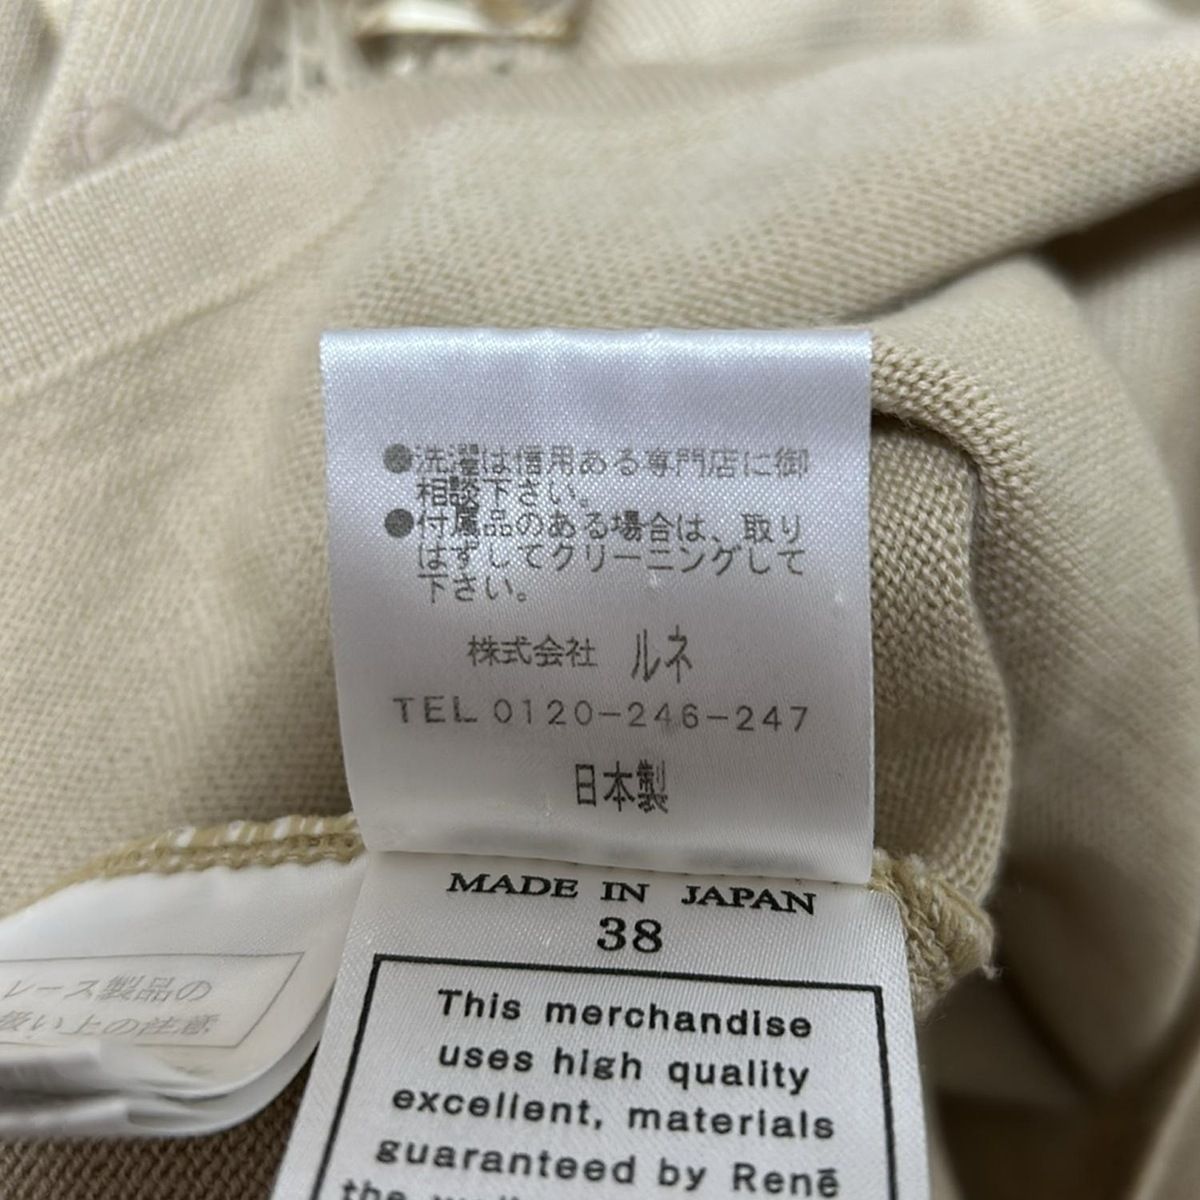 ●洗濯は信用ある専門店に御
相談下さい。
●付属品のある場合は、取り
はずしてクリーニングして
下さい。
株式会社 ルネ
TEL 0120-246-247
日本製
MADE IN JAPAN
38
This merchandise
uses high quality
excellent, materials
guaranteed by Renē
the
レース製品の
扱い上の注意